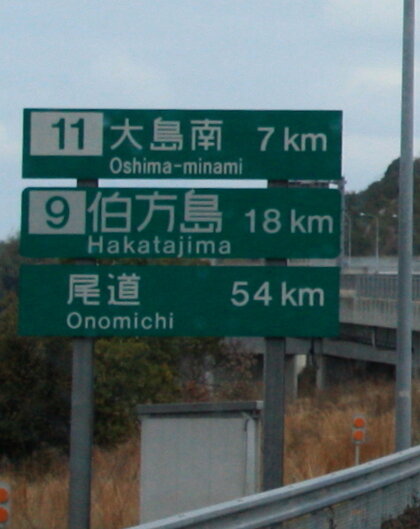 11 大島南 7 km
Oshima-minami
9 伯方島 18 km
Hakatajima
尾道 54 km
Onomichi